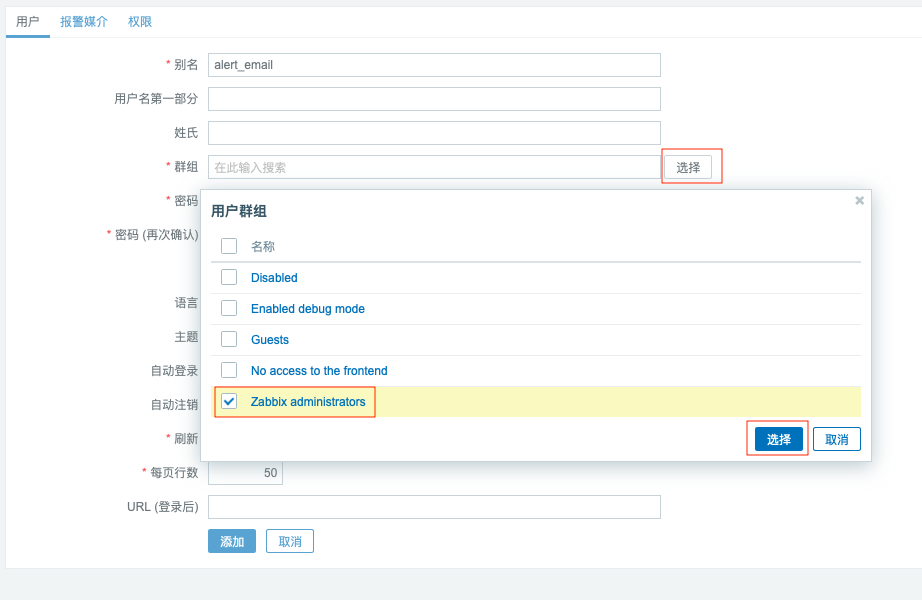 用户 报警媒介 权限
* 别名 alert_email
用户名第一部分
姓氏
* 群组 在此输入搜索 选择
* 密码
* 密码 (再次确认)
语言
主题
自动登录
自动注销
* 刷新
用户群组
名称
Disabled
Enabled debug mode
Guests
No access to the frontend
Zabbix administrators
选择 取消
* 每页行数 50
URL (登录后)
添加 取消